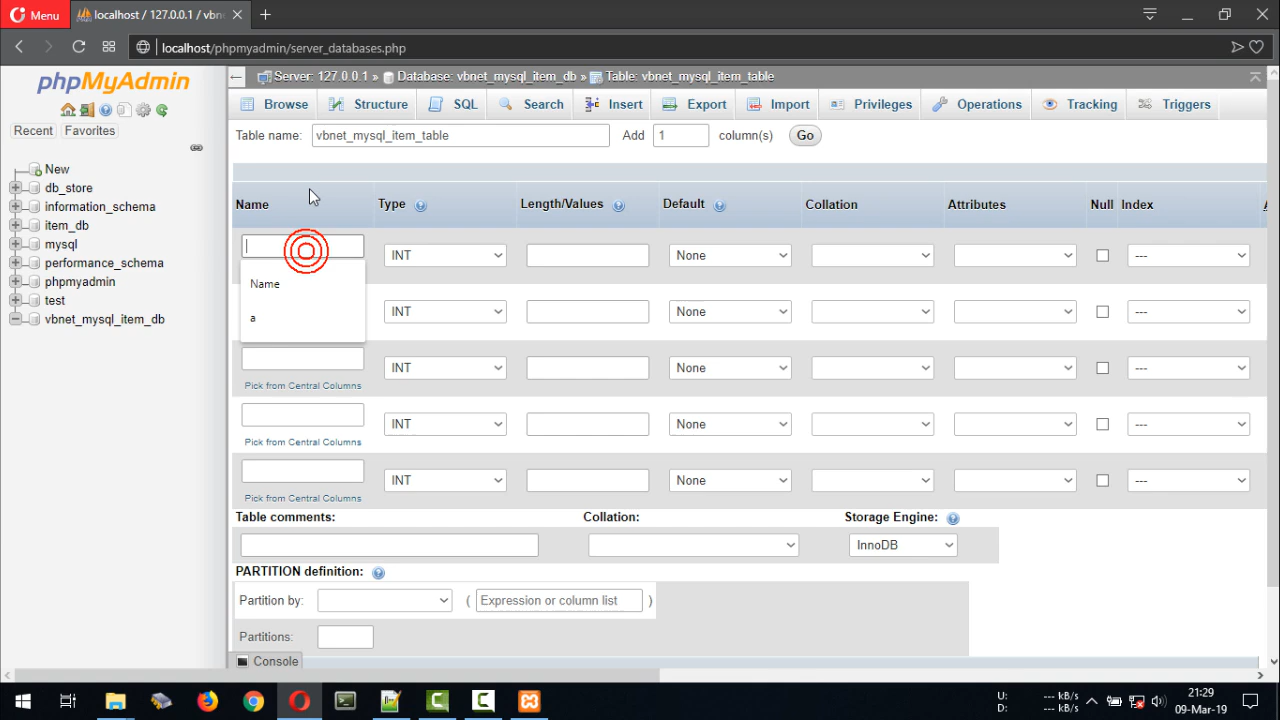 Menu
localhost / 127.0.0.1 / vbne
localhost/phpmyadmin/server_databases.php
phpMyAdmin
Recent Favorites
New
db_store
information_schema
item_db
mysql
performance_schema
phpmyadmin
test
vbnet_mysql_item_db
Server: 127.0.0.1 » Database: vbnet_mysql_item_db » Table: vbnet_mysql_item_table
Browse Structure SQL Search Insert Export Import Privileges Operations Tracking Triggers
Table name: vbnet_mysql_item_table Add 1 column(s) Go
Name Type Length/Values Default Collation Attributes Null Index
INT None ---
Name
a
INT None ---
INT None ---
Pick from Central Columns
INT None ---
Pick from Central Columns
INT None ---
Pick from Central Columns
Table comments: Collation: Storage Engine:
InnoDB
PARTITION definition:
Partition by: ( Expression or column list )
Partitions:
Console
U: --- kB/s
D: --- kB/s
21:29
09-Mar-19